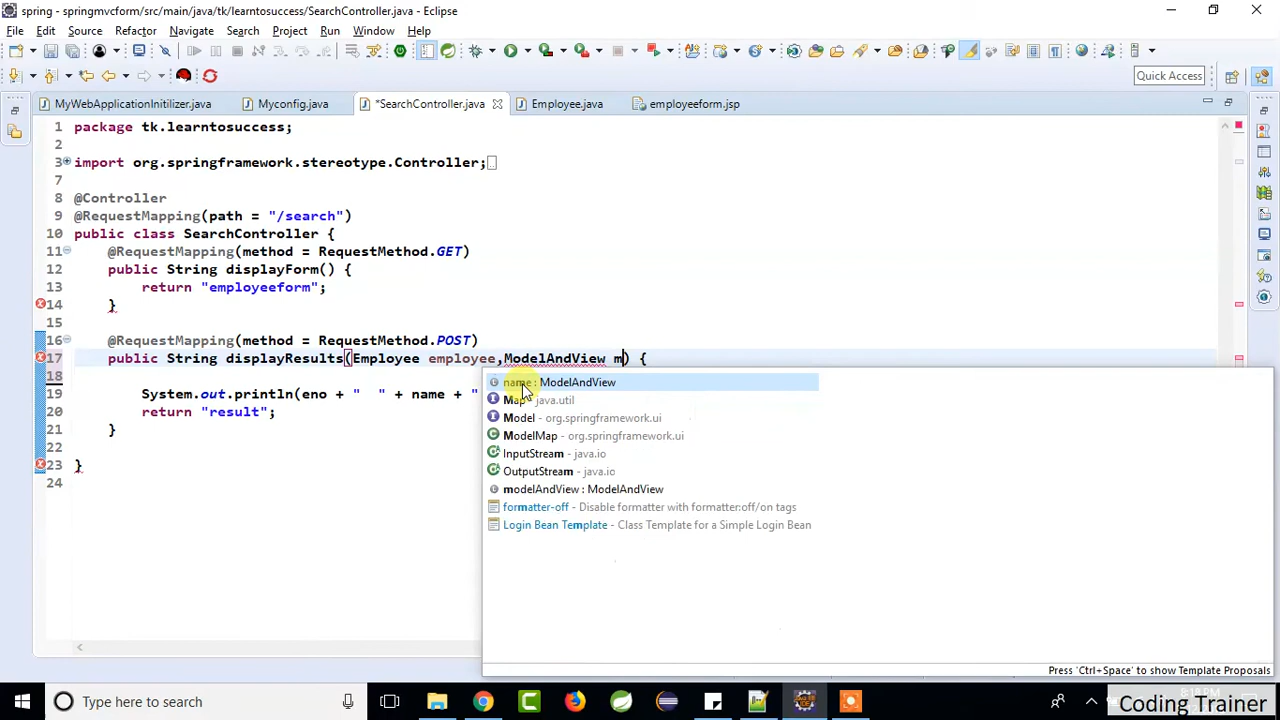 spring - springmvcform/src/main/java/tk/learntosuccess/SearchController.java - Eclipse
File Edit Source Refactor Navigate Search Project Run Window Help
Quick Access
MyWebApplicationInitilizer.java Myconfig.java *SearchController.java Employee.java employeeform.jsp
1 package tk.learntosuccess;
2
3 import org.springframework.stereotype.Controller;
7
8 @Controller
9 @RequestMapping(path = "/search")
10 public class SearchController {
11 @RequestMapping(method = RequestMethod.GET)
12 public String displayForm() {
13 return "employeeform";
14 }
15
16 @RequestMapping(method = RequestMethod.POST)
17 public String displayResults(Employee employee,ModelAndView m) {
18
19 System.out.println(eno + "  " + name + "
20 return "result";
21 }
22
23 }
24
name : ModelAndView
Map - java.util
Model - org.springframework.ui
ModelMap - org.springframework.ui
InputStream - java.io
OutputStream - java.io
modelAndView : ModelAndView
formatter-off - Disable formatter with formatter:off/on tags
Login Bean Template - Class Template for a Simple Login Bean
Press 'Ctrl+Space' to show Template Proposals
Type here to search
Coding Trainer